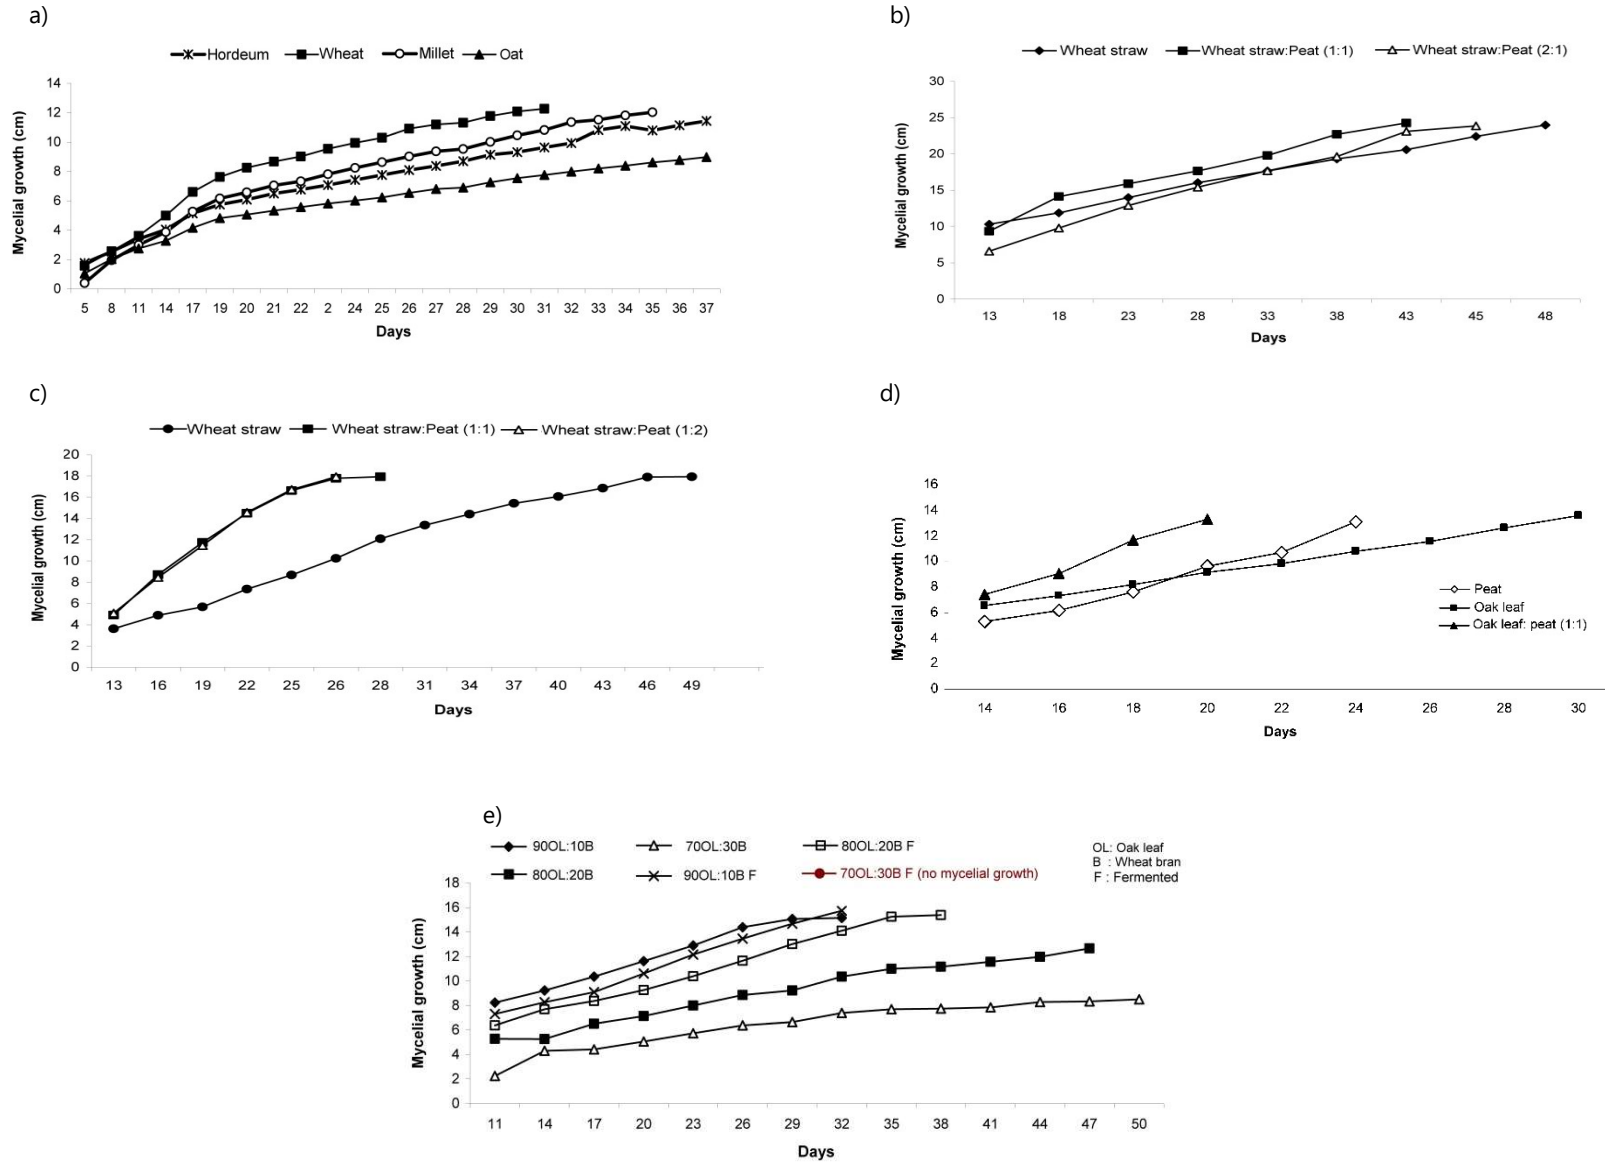 a)
Hordeum Wheat Millet Oat
14
12
10
8
6
4
2
0
Mycelial growth (cm)
5 8 11 14 17 19 20 21 22 2 24 25 26 27 28 29 30 31 32 33 34 35 36 37
Days
b)
Wheat straw Wheat straw:Peat (1:1) Wheat straw:Peat (2:1)
30
25
20
15
10
5
0
Mycelial growth (cm)
13 18 23 28 33 38 43 45 48
Days
c)
Wheat straw Wheat straw:Peat (1:1) Wheat straw:Peat (1:2)
20
18
16
14
12
10
8
6
4
2
0
Mycelial growth (cm)
13 16 19 22 25 26 28 31 34 37 40 43 46 49
Days
d)
16
14
12
10
8
6
4
2
0
Mycelial growth (cm)
Peat
Oak leaf
Oak leaf: peat (1:1)
14 16 18 20 22 24 26 28 30
Days
e)
90OL:10B 70OL:30B 80OL:20B F
80OL:20B 90OL:10B F 70OL:30B F (no mycelial growth)
OL: Oak leaf
B : Wheat bran
F : Fermented
18
16
14
12
10
8
6
4
2
0
Mycelial growth (cm)
11 14 17 20 23 26 29 32 35 38 41 44 47 50
Days